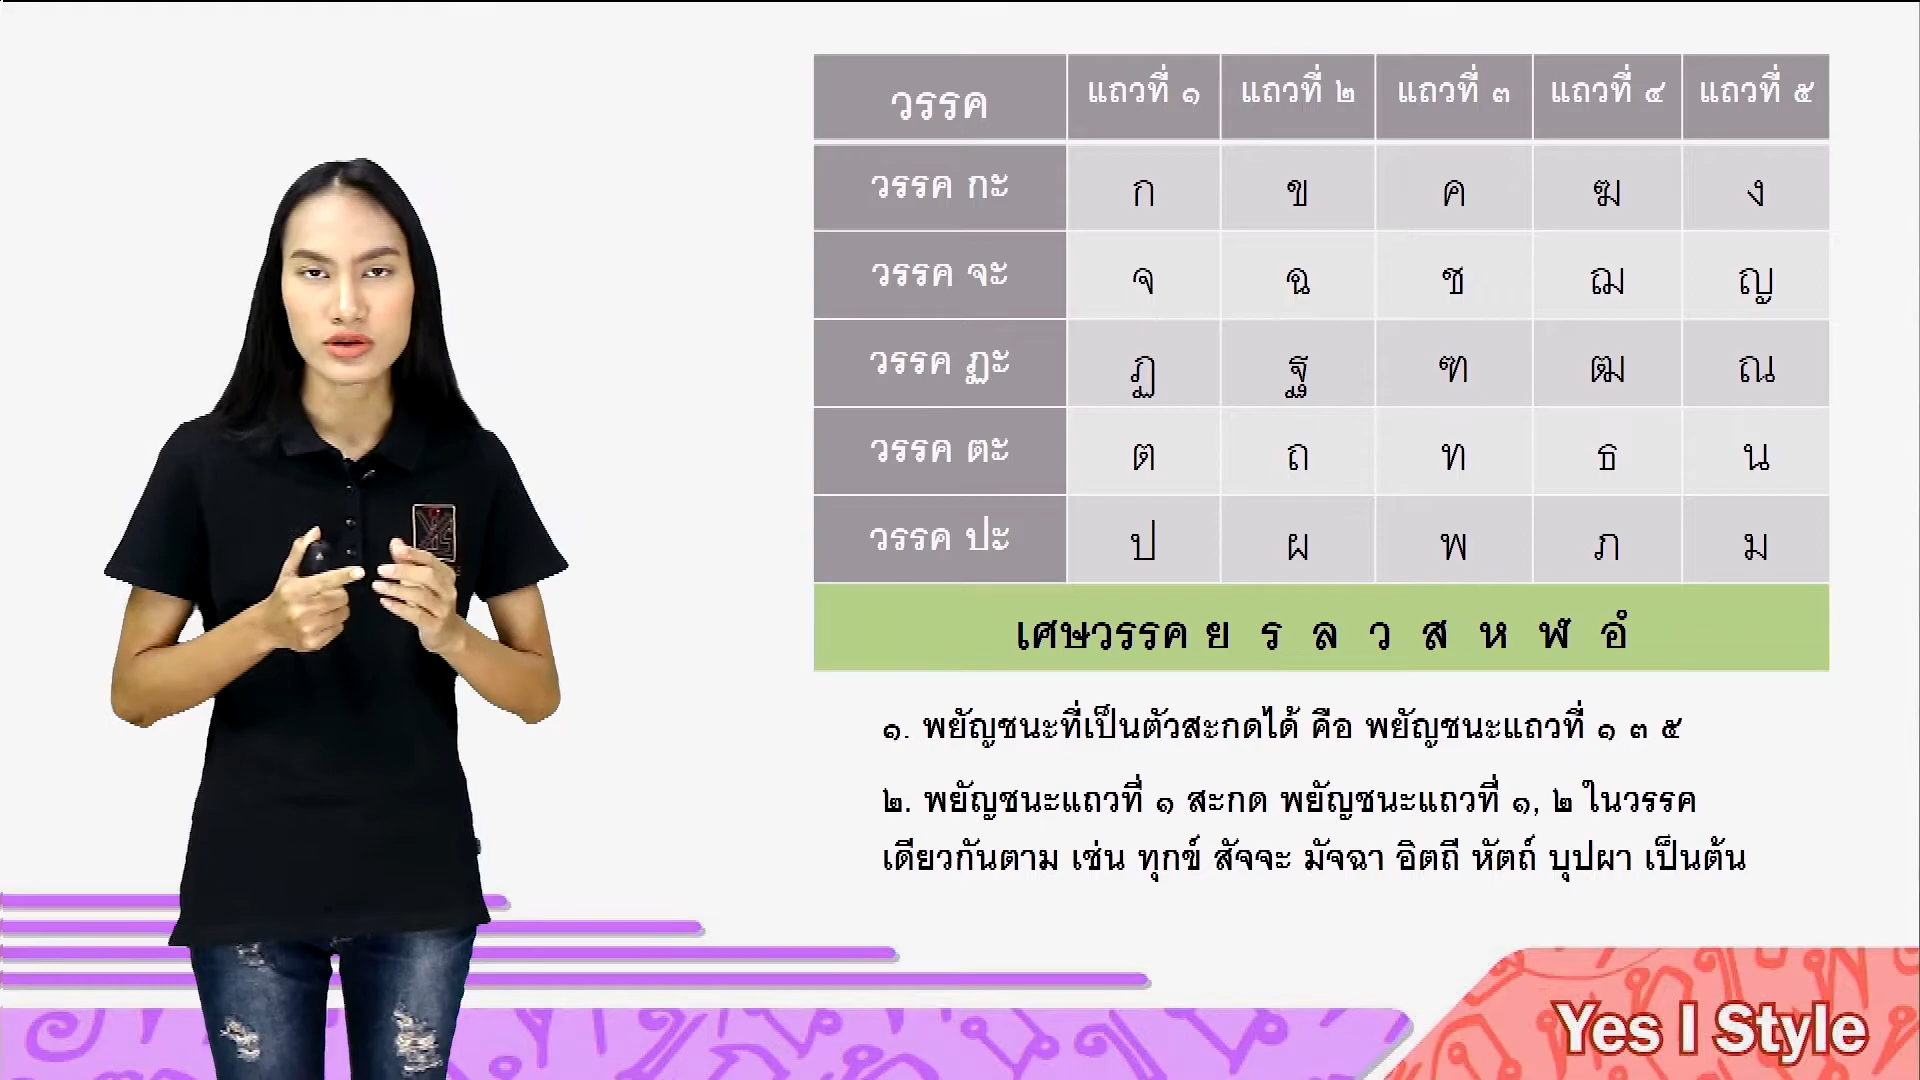 วรรค แถวที่ ๑ แถวที่ ๒ แถวที่ ๓ แถวที่ ๔ แถวที่ ๕
วรรค กะ ก ข ค ฆ ง
วรรค จะ จ ฉ ช ฌ ญ
วรรค ฏะ ฏ ฐ ฑ ฒ ณ
วรรค ตะ ต ถ ท ธ น
วรรค ปะ ป ผ พ ภ ม
เศษวรรค ย ร ล ว ส ห ฬ อํ
๑. พยัญชนะที่เป็นตัวสะกดได้ คือ พยัญชนะแถวที่ ๑ ๓ ๕
๒. พยัญชนะแถวที่ ๑ สะกด พยัญชนะแถวที่ ๑, ๒ ในวรรค
เดียวกันตาม เช่น ทุกข์ สัจจะ มัจฉา อิตถี หัตถ์ บุปผา เป็นต้น
Yes I Style